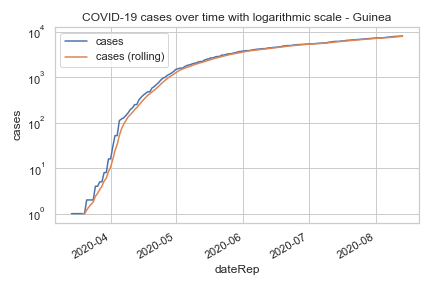 COVID-19 cases over time with logarithmic scale - Guinea
cases
cases (rolling)
10⁴
10³
10²
10¹
10⁰
cases
2020-04
2020-05
2020-06
2020-07
2020-08
dateRep